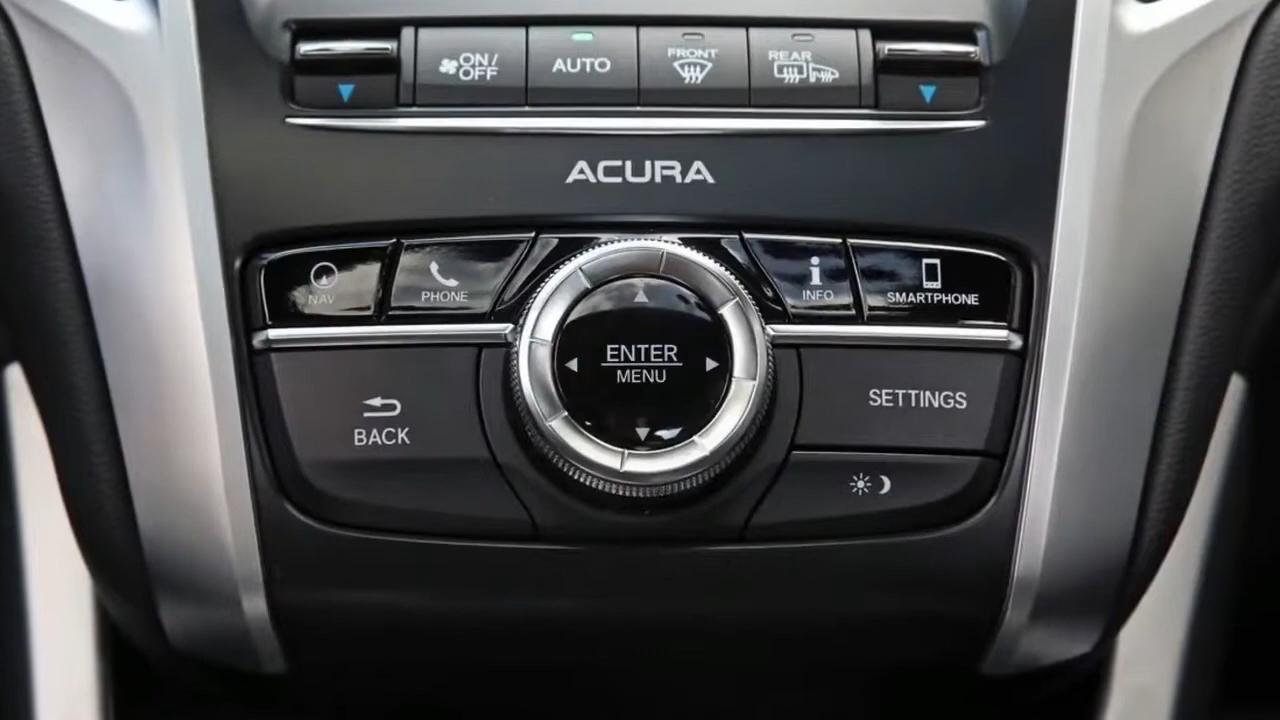 ON/
OFF
AUTO
FRONT
REAR
ACURA
NAV
PHONE
INFO
SMARTPHONE
ENTER
MENU
BACK
SETTINGS